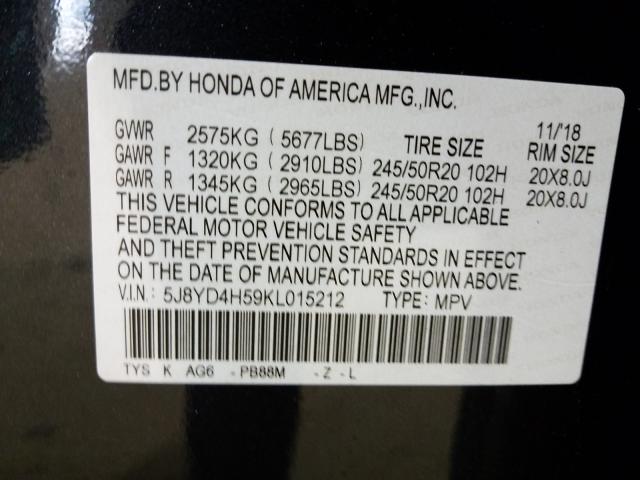 MFD.BY HONDA OF AMERICA MFG.,INC.
11/'18
GVWR 2575KG (5677LBS) TIRE SIZE RIM SIZE
GAWR F 1320KG (2910LBS) 245/50R20 102H 20X8.0J
GAWR R 1345KG (2965LBS) 245/50R20 102H 20X8.0J
THIS VEHICLE CONFORMS TO ALL APPLICABLE
FEDERAL MOTOR VEHICLE SAFETY
AND THEFT PREVENTION STANDARDS IN EFFECT
ON THE DATE OF MANUFACTURE SHOWN ABOVE.
V.I.N: 5J8YD4H59KL015212 TYPE: MPV
TYS K AG6 -PB88M -Z -L